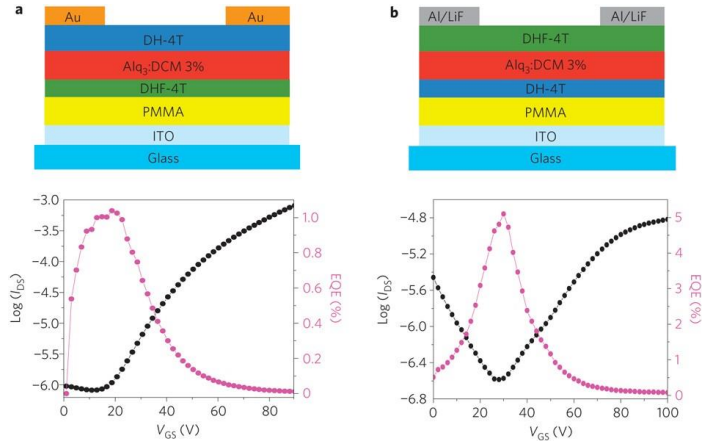 a
Au Au
DH-4T
Alq3:DCM 3%
DHF-4T
PMMA
ITO
Glass
b
Al/LiF Al/LiF
DHF-4T
Alq3:DCM 3%
DH-4T
PMMA
ITO
Glass
−3.0
−3.5
−4.0
−4.5
−5.0
−5.5
−6.0
Log (IDS)
1.0
0.8
0.6
0.4
0.2
0
EQE (%)
0 20 40 60 80
VGS (V)
−4.8
−5.2
−5.6
−6.0
−6.4
−6.8
Log (IDS)
5
4
3
2
1
0
EQE (%)
0 20 40 60 80 100
VGS (V)